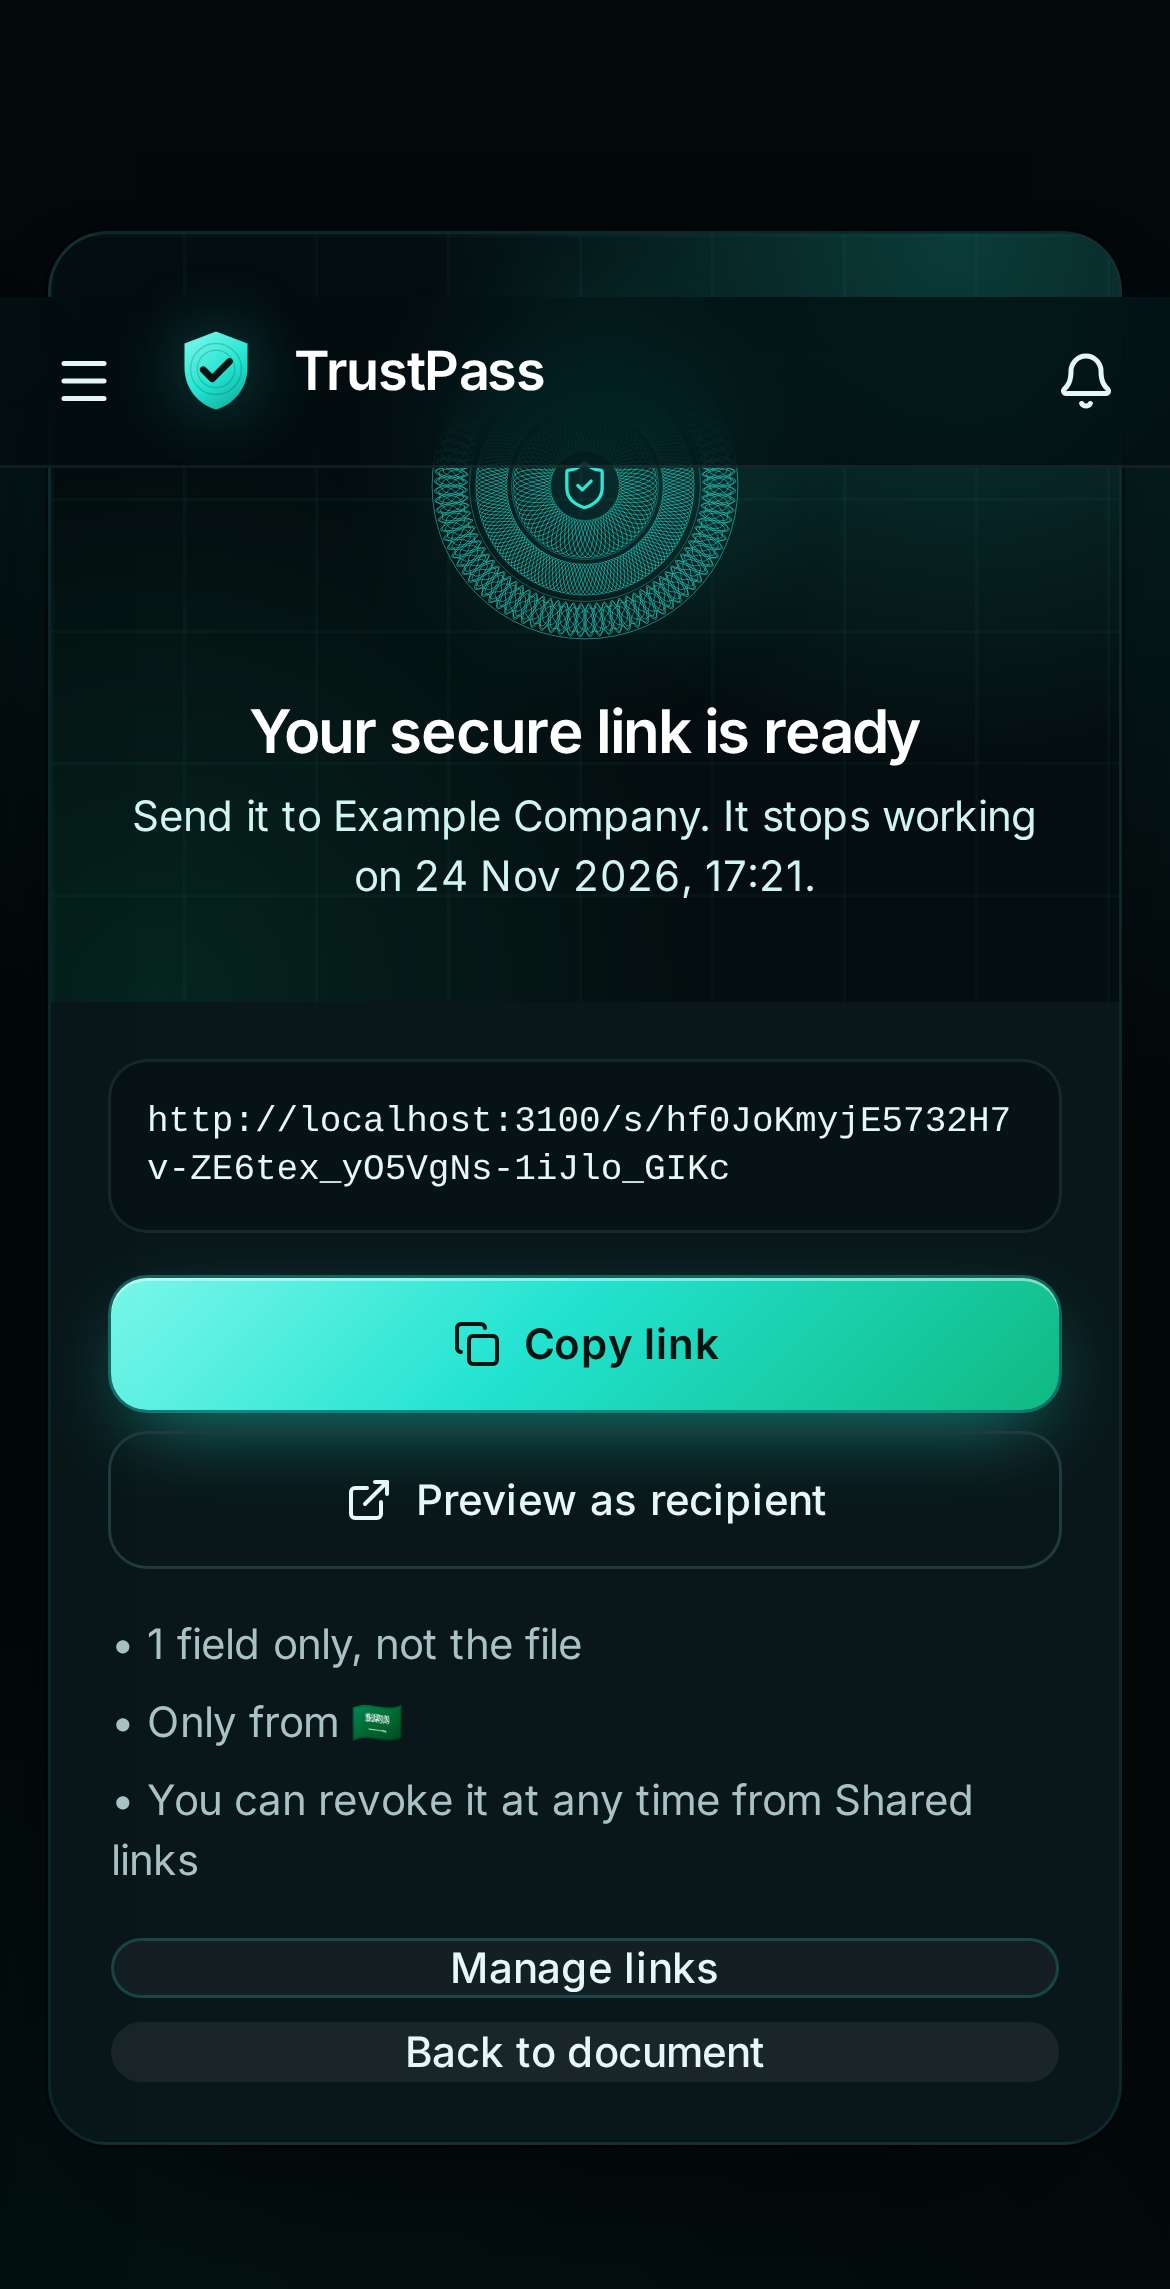 TrustPass
Your secure link is ready
Send it to Example Company. It stops working
on 24 Nov 2026, 17:21.
http://localhost:3100/s/hf0JoKmyjE5732H7
v-ZE6tex_yO5VgNs-1iJlo_GIKc
Copy link
Preview as recipient
• 1 field only, not the file
• Only from 🇸🇦
• You can revoke it at any time from Shared
links
Manage links
Back to document